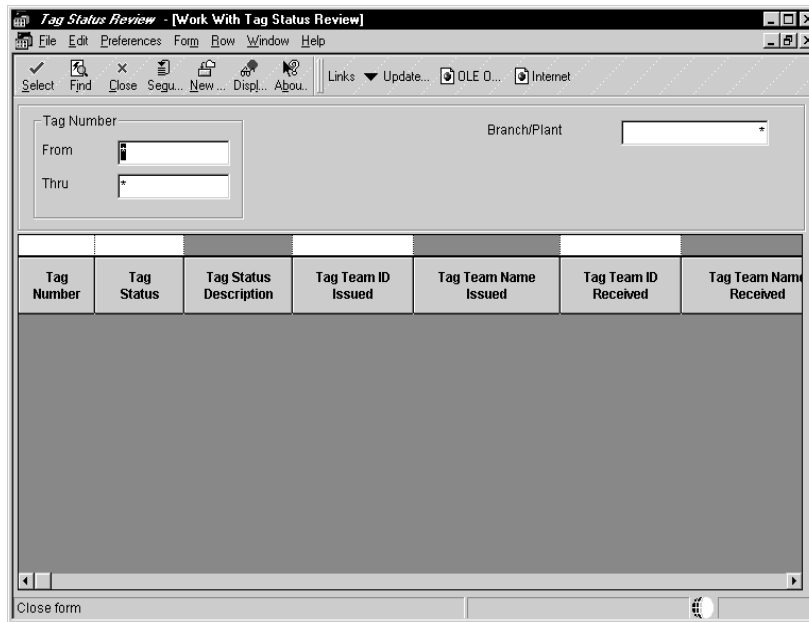 Tag Status Review - [Work With Tag Status Review]
File Edit Preferences Form Row Window Help
Select Find Close Sequ... New ... Displ... Abou.. Links Update... OLE O... Internet
Tag Number
Branch/Plant *
From *
Thru *
Tag Number Tag Status Tag Status Description Tag Team ID Issued Tag Team Name Issued Tag Team ID Received Tag Team Name Received
Close form